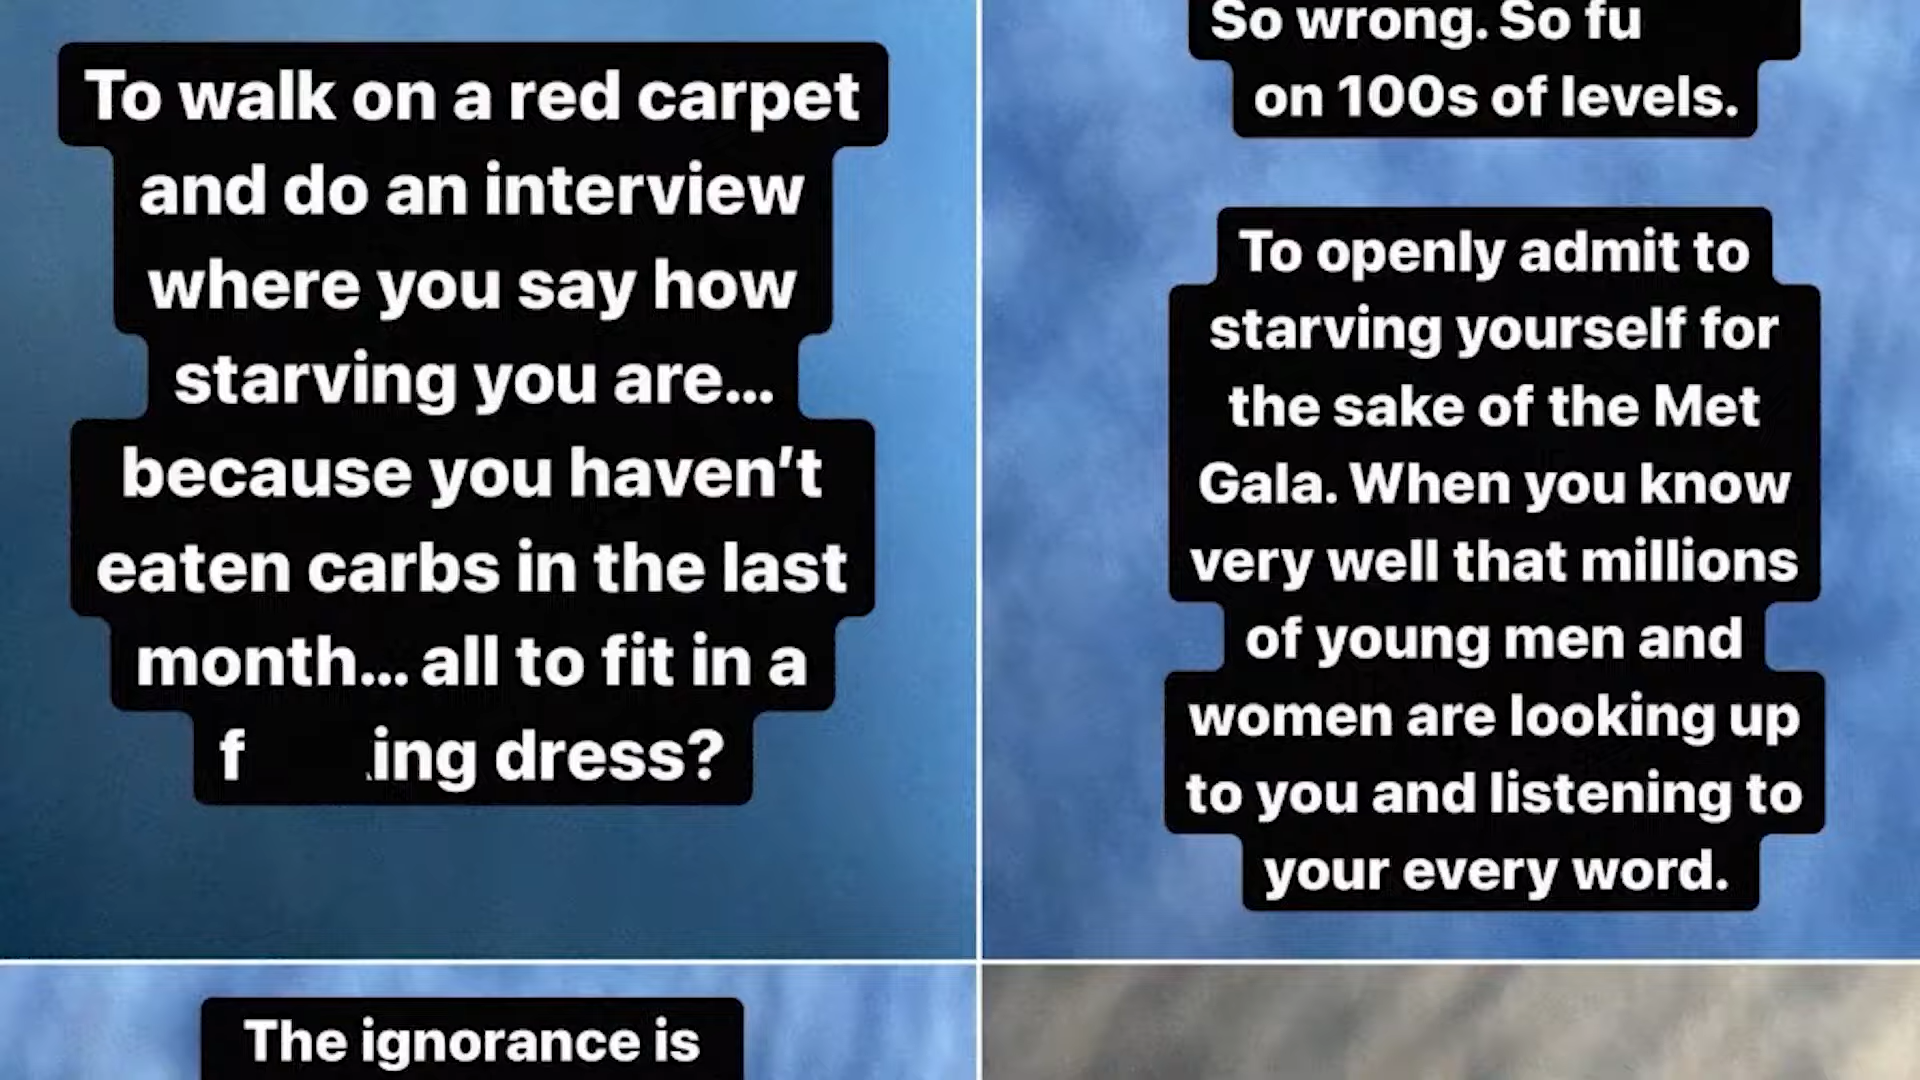 To walk on a red carpet
and do an interview
where you say how
starving you are...
because you haven't
eaten carbs in the last
month... all to fit in a
f ing dress?
So wrong. So fu
on 100s of levels.
To openly admit to
starving yourself for
the sake of the Met
Gala. When you know
very well that millions
of young men and
women are looking up
to you and listening to
your every word.
The ignorance is